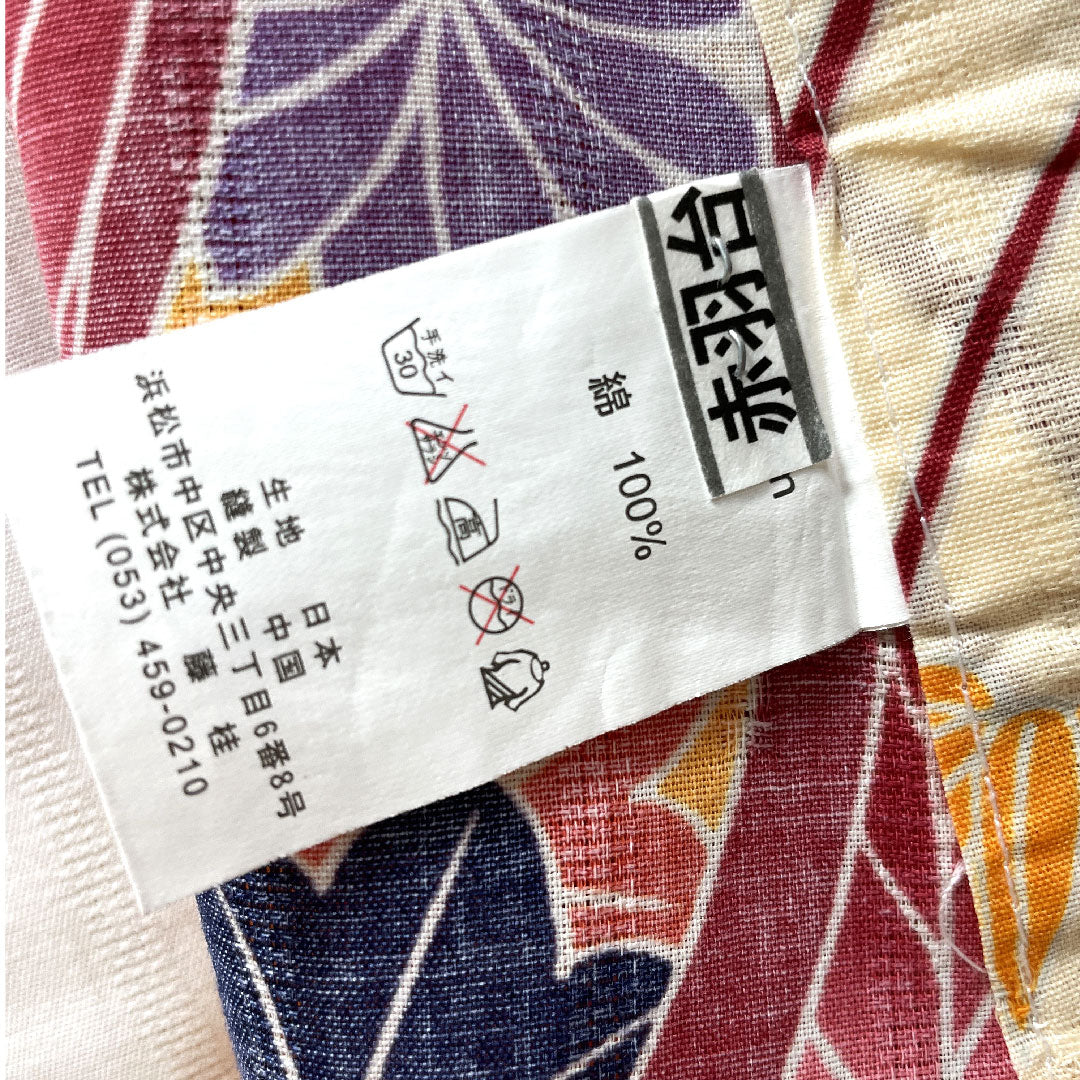 赤羽
綿 100%
手洗イ
30
高
生地 日本
縫製 中国
浜松市中区中央三丁目6番8号
株式会社 藤 桂
TEL (053) 459-0210